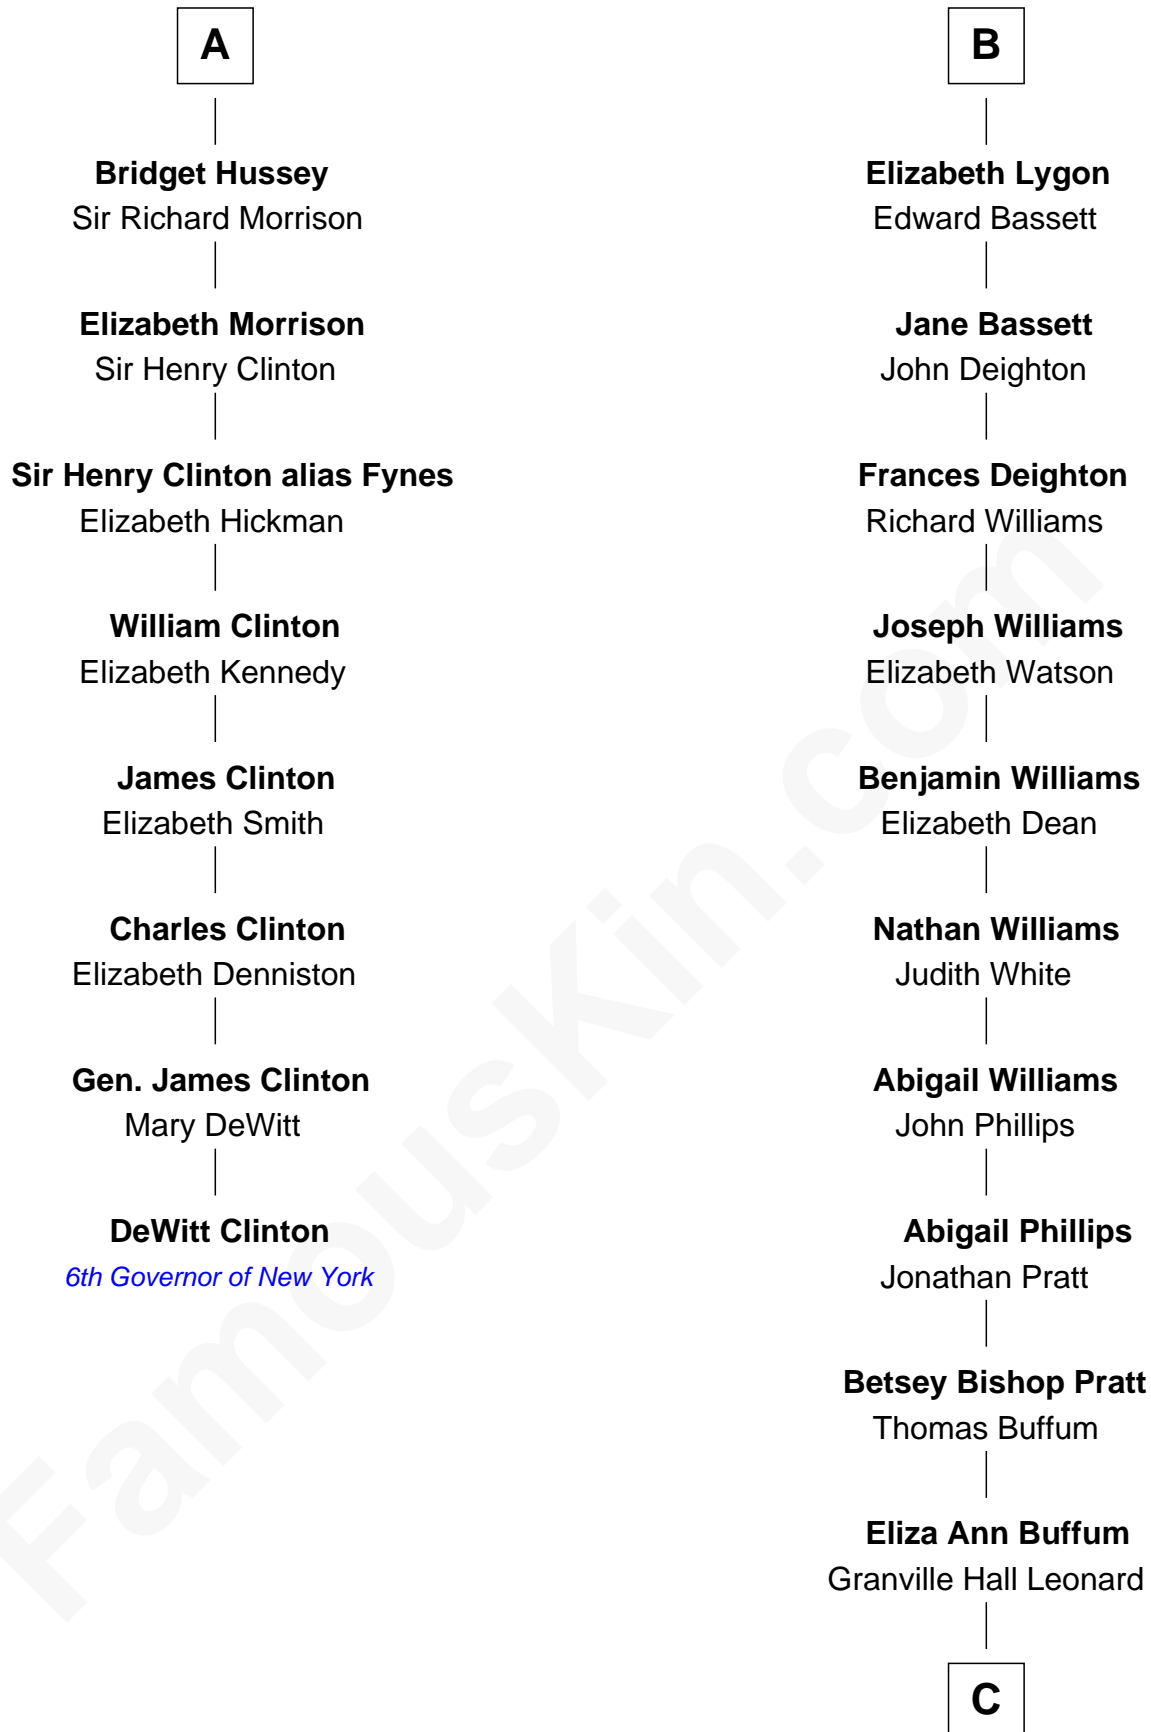 A
Bridget Hussey
Sir Richard Morrison
Elizabeth Morrison
Sir Henry Clinton
Sir Henry Clinton alias Fynes
Elizabeth Hickman
William Clinton
Elizabeth Kennedy
James Clinton
Elizabeth Smith
Charles Clinton
Elizabeth Denniston
Gen. James Clinton
Mary DeWitt
DeWitt Clinton
6th Governor of New York
B
Elizabeth Lygon
Edward Bassett
Jane Bassett
John Deighton
Frances Deighton
Richard Williams
Joseph Williams
Elizabeth Watson
Benjamin Williams
Elizabeth Dean
Nathan Williams
Judith White
Abigail Williams
John Phillips
Abigail Phillips
Jonathan Pratt
Betsey Bishop Pratt
Thomas Buffum
Eliza Ann Buffum
Granville Hall Leonard
C
FamousKin.com